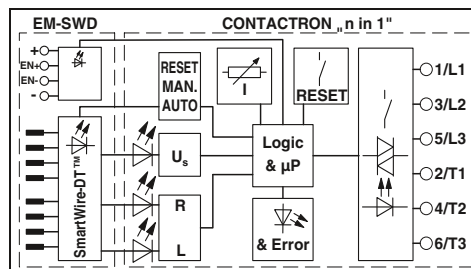 EM-SWD
CONTACTRON „n in 1"
+
EN+
EN-
-
SmartWire-DT™
RESET
MAN.
AUTO
I
RESET
Us
R
L
Logic
& µP
& Error
1/L1
3/L2
5/L3
2/T1
4/T2
6/T3